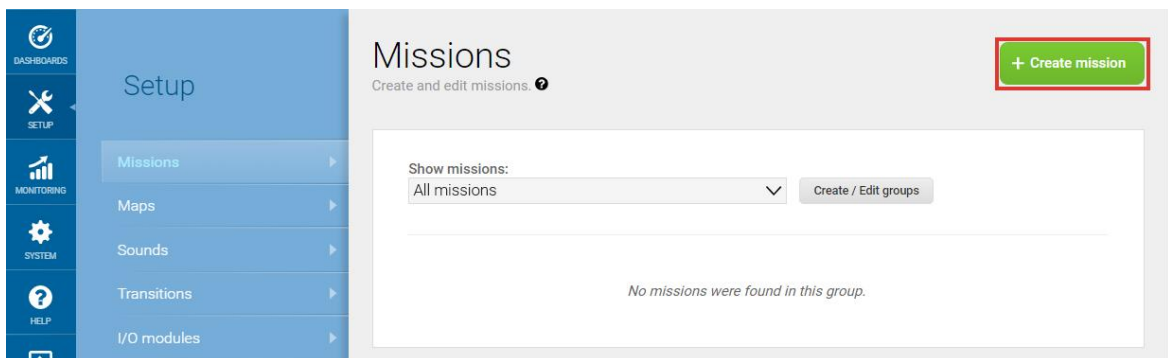 DASHBOARDS
SETUP
MONITORING
SYSTEM
HELP
Setup
Missions
Maps
Sounds
Transitions
I/O modules
Missions
Create and edit missions. ?
+ Create mission
Show missions:
All missions
Create / Edit groups
No missions were found in this group.